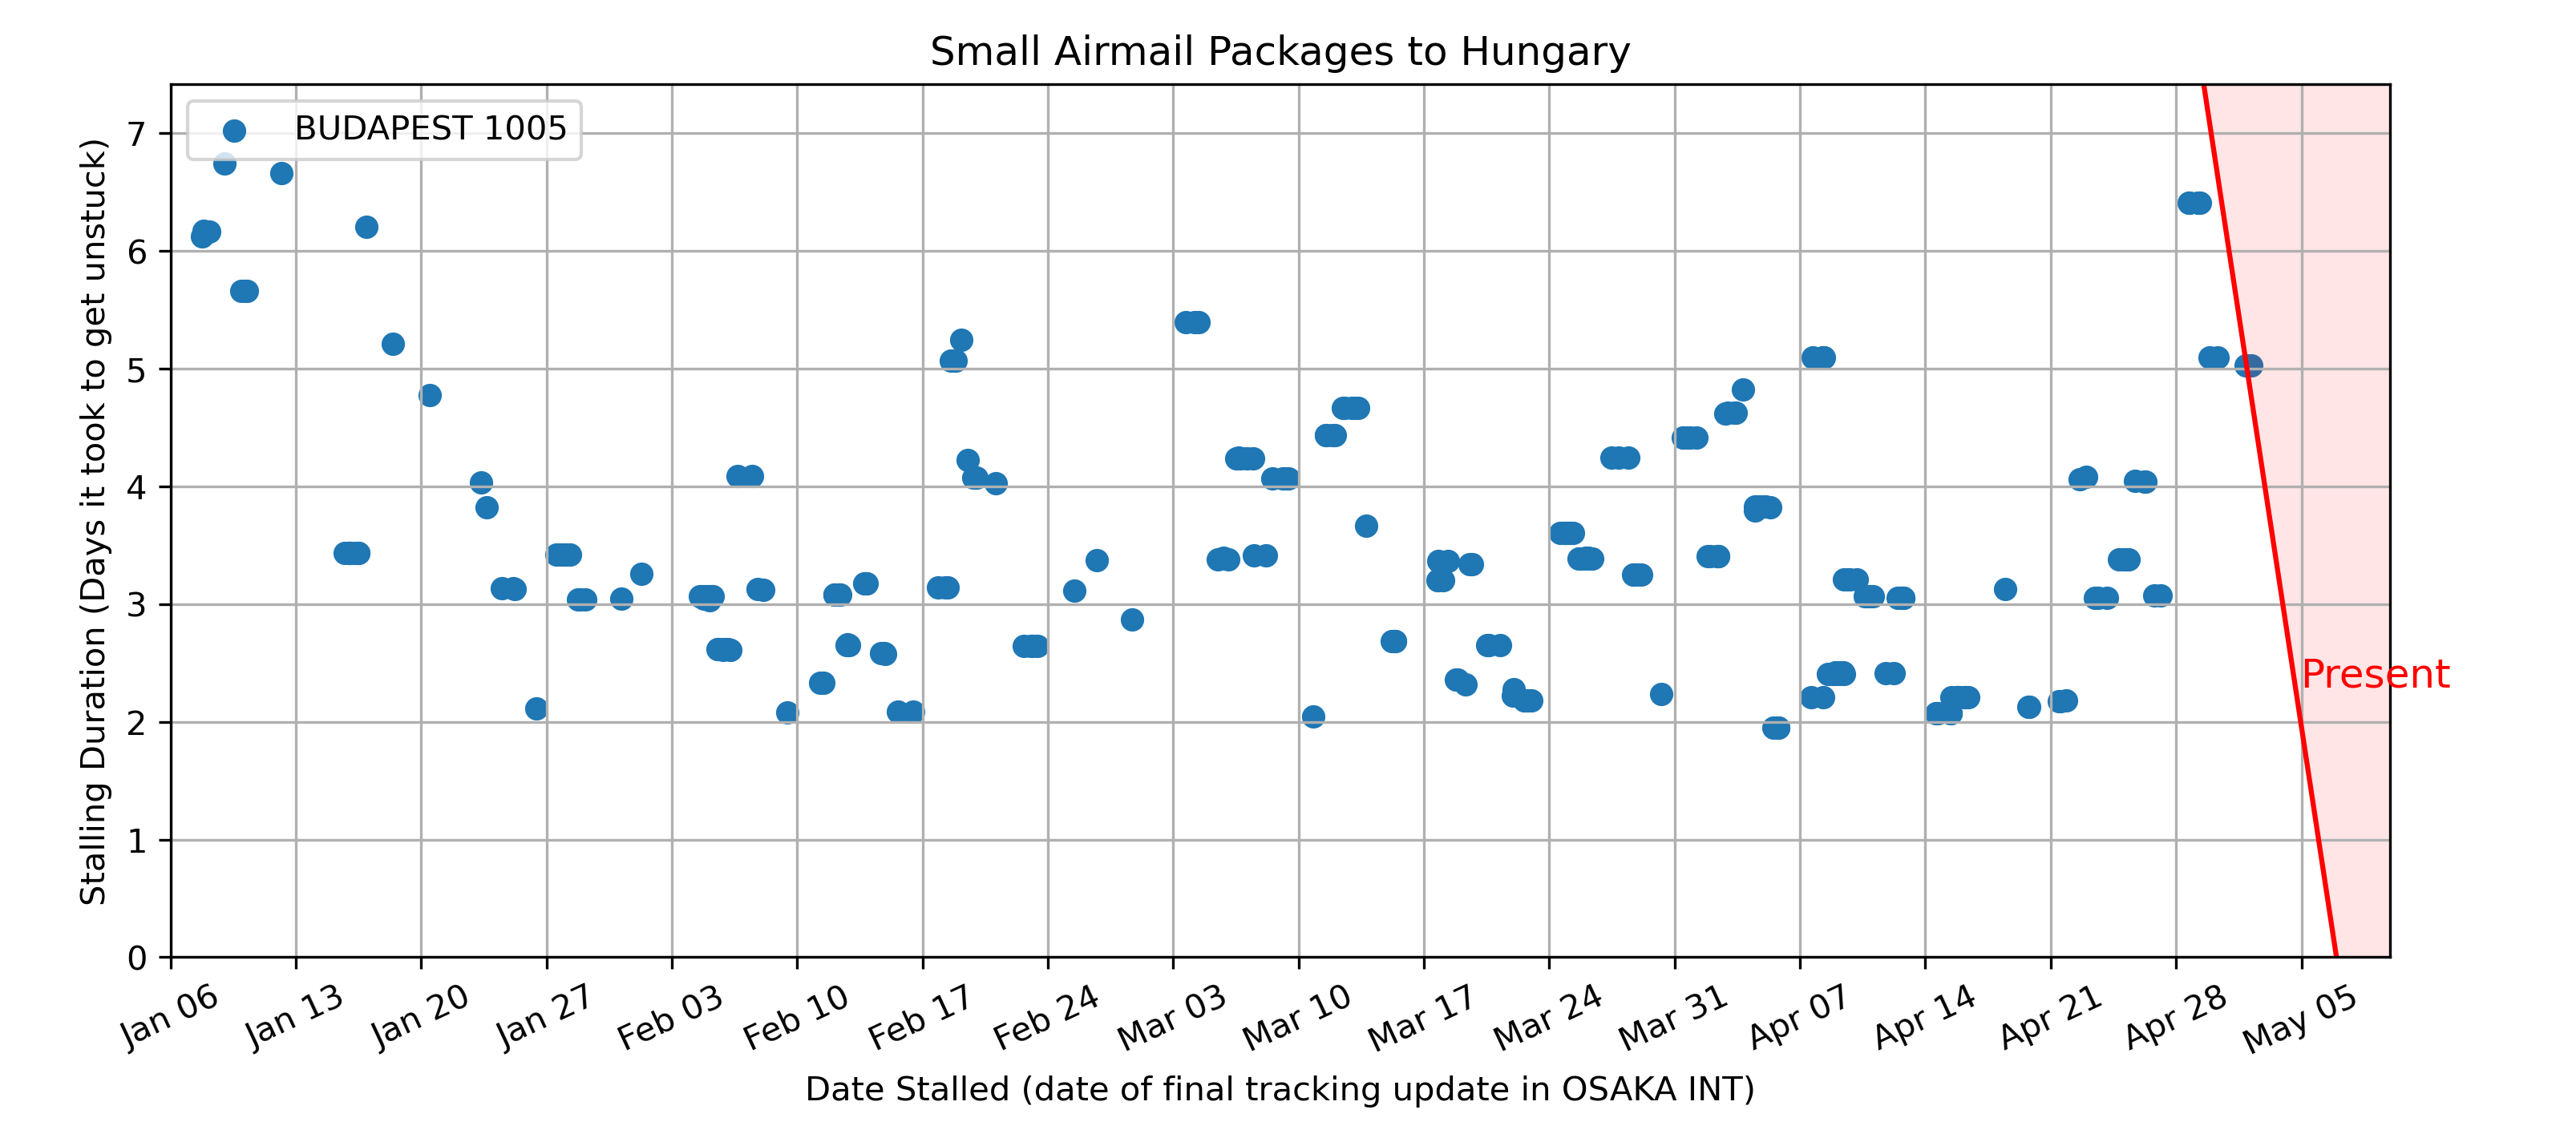 Small Airmail Packages to Hungary
BUDAPEST 1005
Stalling Duration (Days it took to get unstuck)
7
6
5
4
3
2
1
0
Present
Jan 06 Jan 13 Jan 20 Jan 27 Feb 03 Feb 10 Feb 17 Feb 24 Mar 03 Mar 10 Mar 17 Mar 24 Mar 31 Apr 07 Apr 14 Apr 21 Apr 28 May 05
Date Stalled (date of final tracking update in OSAKA INT)